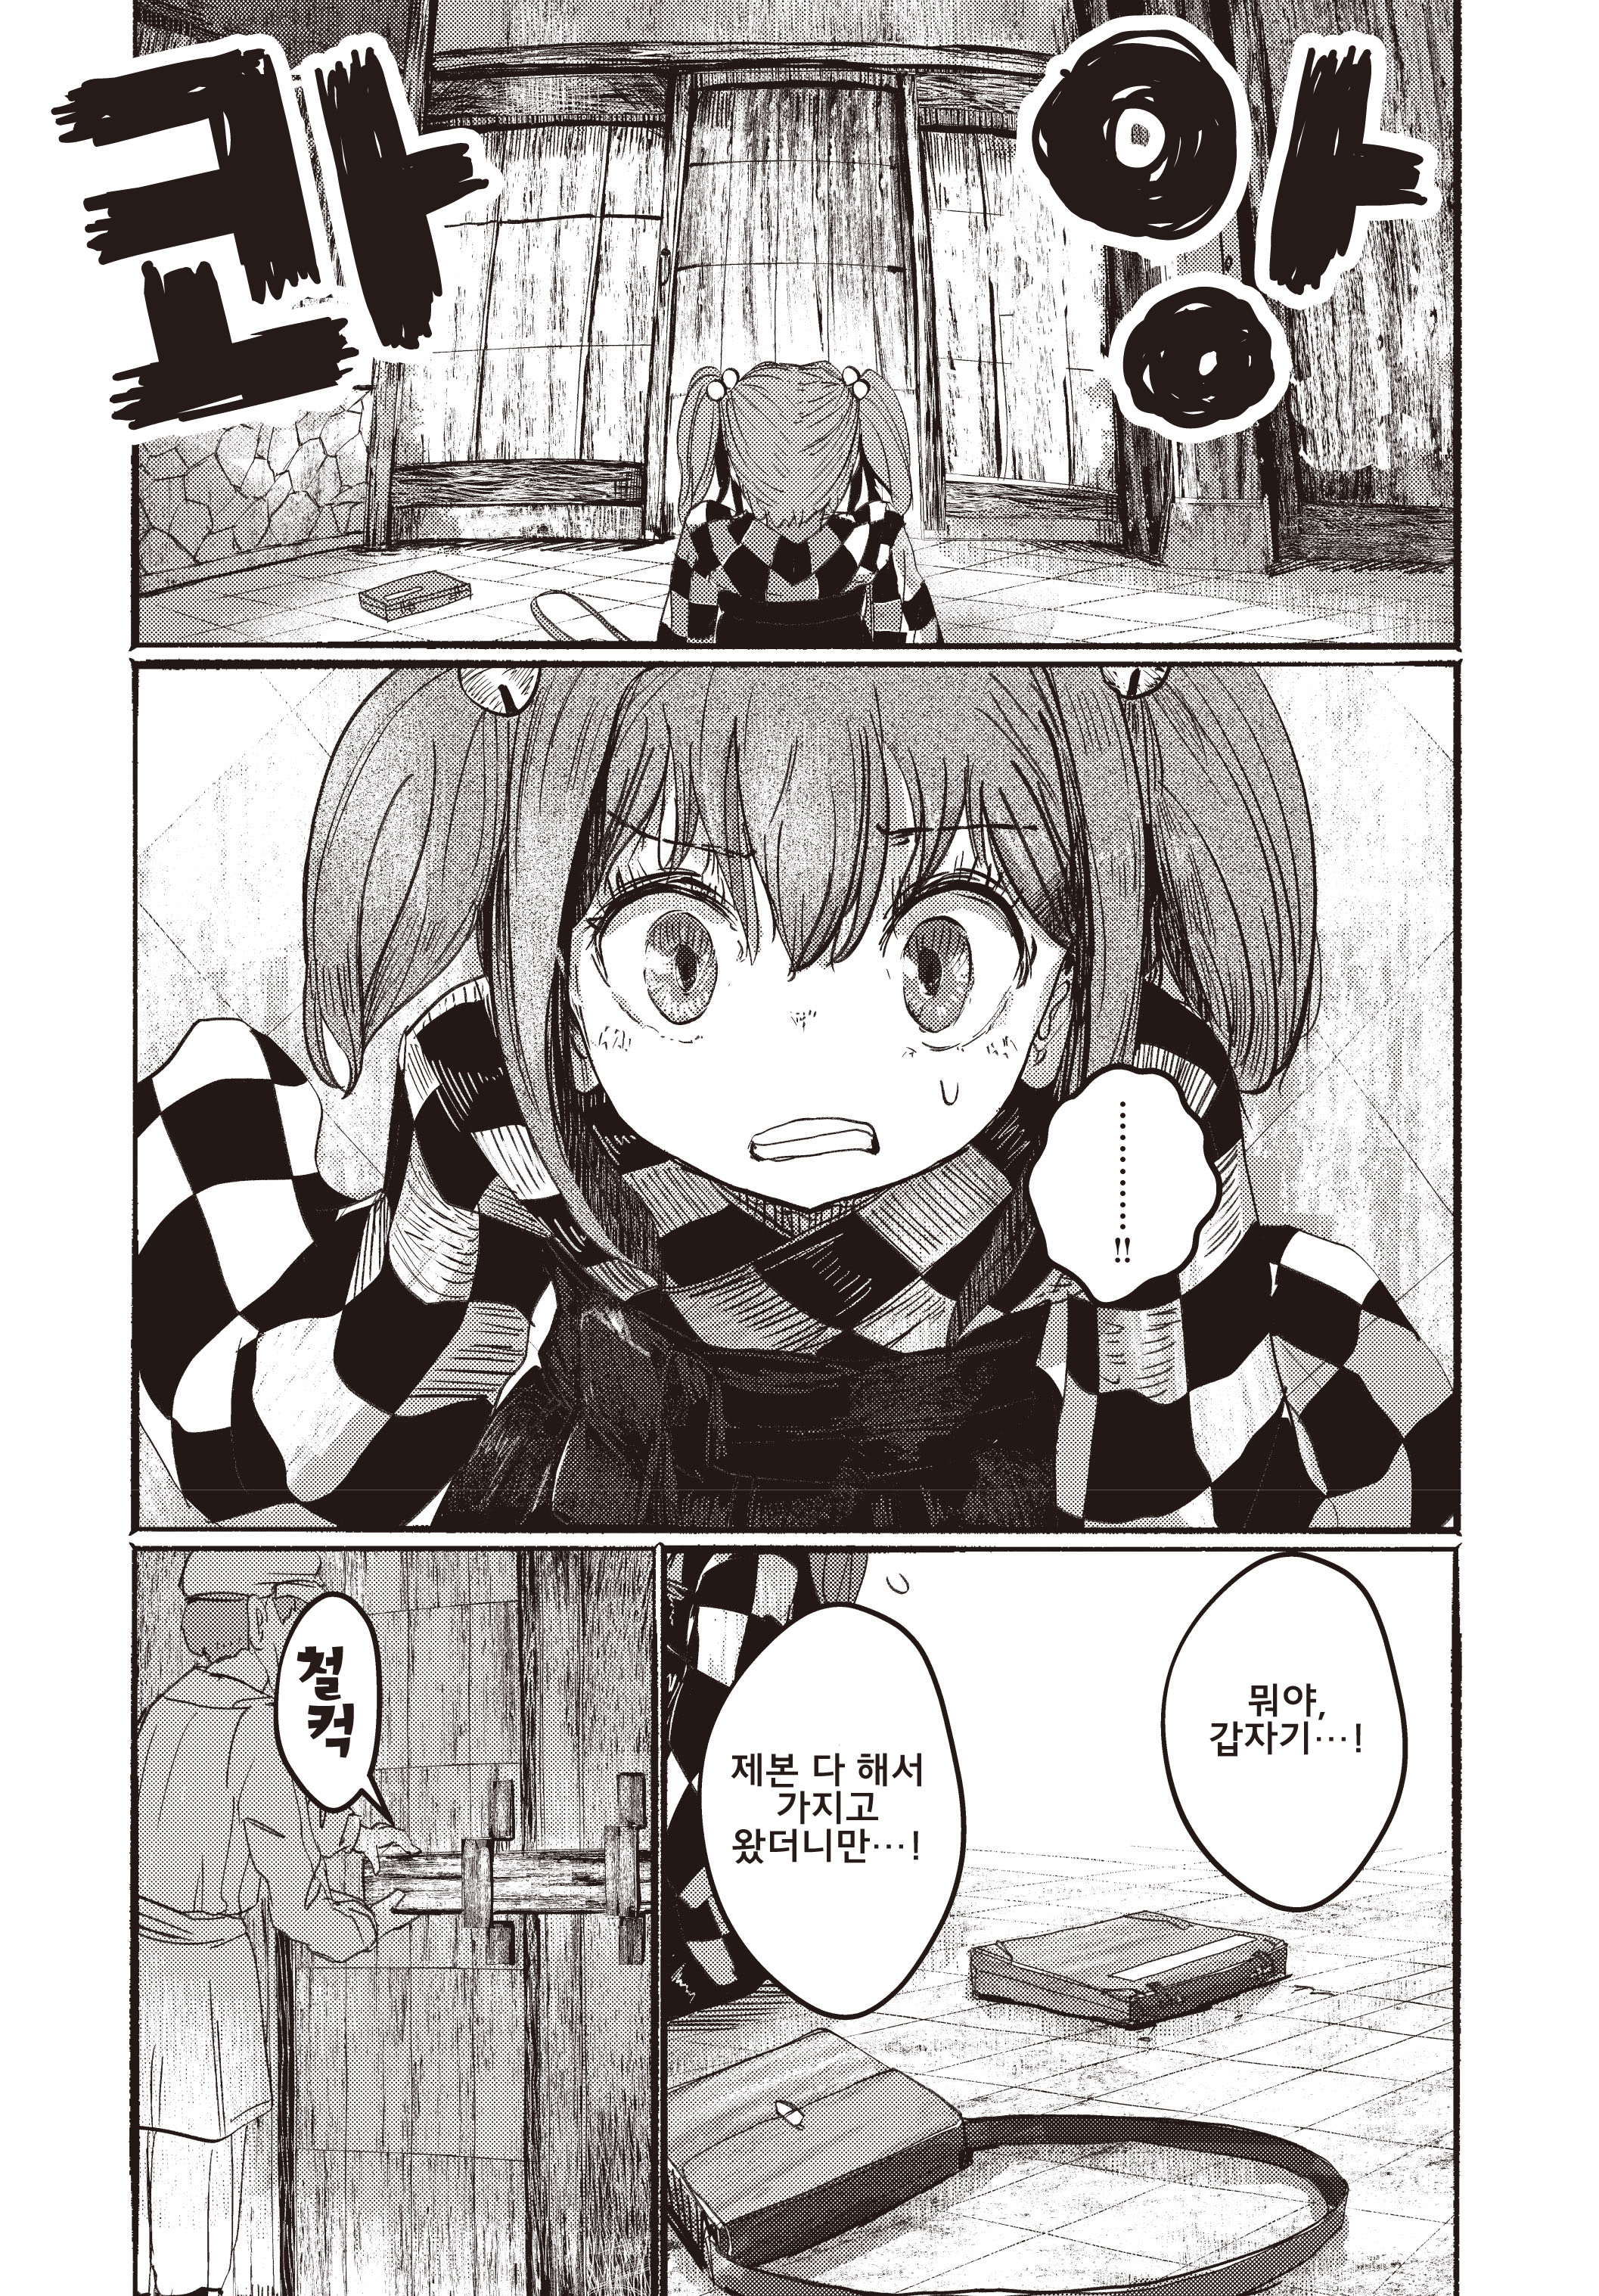 콰앙
…………!!
뭐야,
갑자기…!
제본 다 해서
가지고
왔더니만…!
철
컥